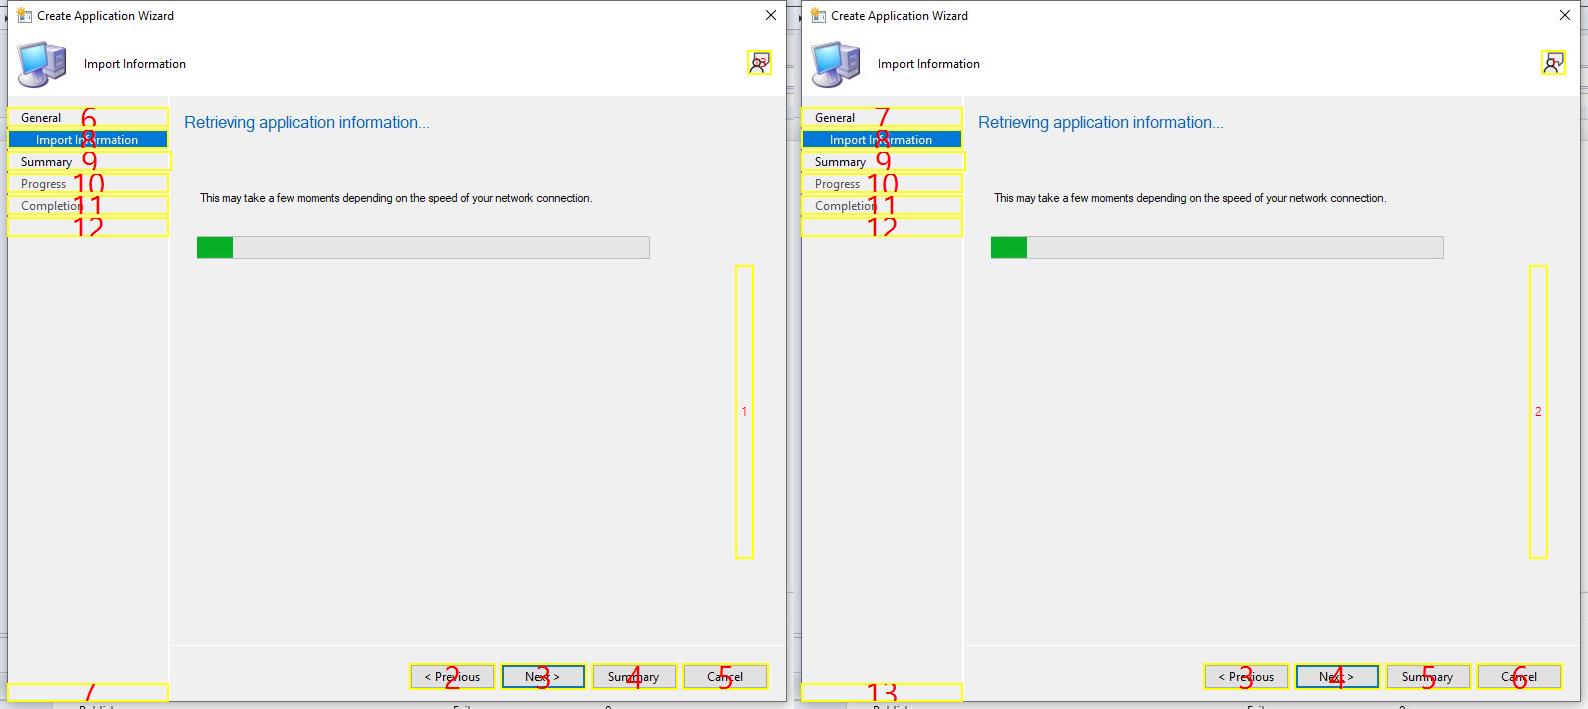 Create Application Wizard
Import Information
13
General 6
Import Information 8
Summary 9
Progress 10
Completion 11
12
Retrieving application information...
This may take a few moments depending on the speed of your network connection.
1
< Previous 2
Next > 3
Summary 4
Cancel 5
7
Create Application Wizard
Import Information
General 7
Import Information 8
Summary 9
Progress 10
Completion 11
12
Retrieving application information...
This may take a few moments depending on the speed of your network connection.
2
< Previous 3
Next > 4
Summary 5
Cancel 6
13